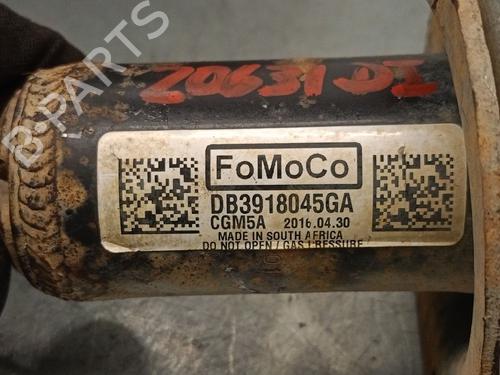 20631 DI
B-PARTS
FoMoCo
DB3918045GA
CGM5A 2016.04.30
MADE IN SOUTH AFRICA
DO NOT OPEN / GAS PRESSURE